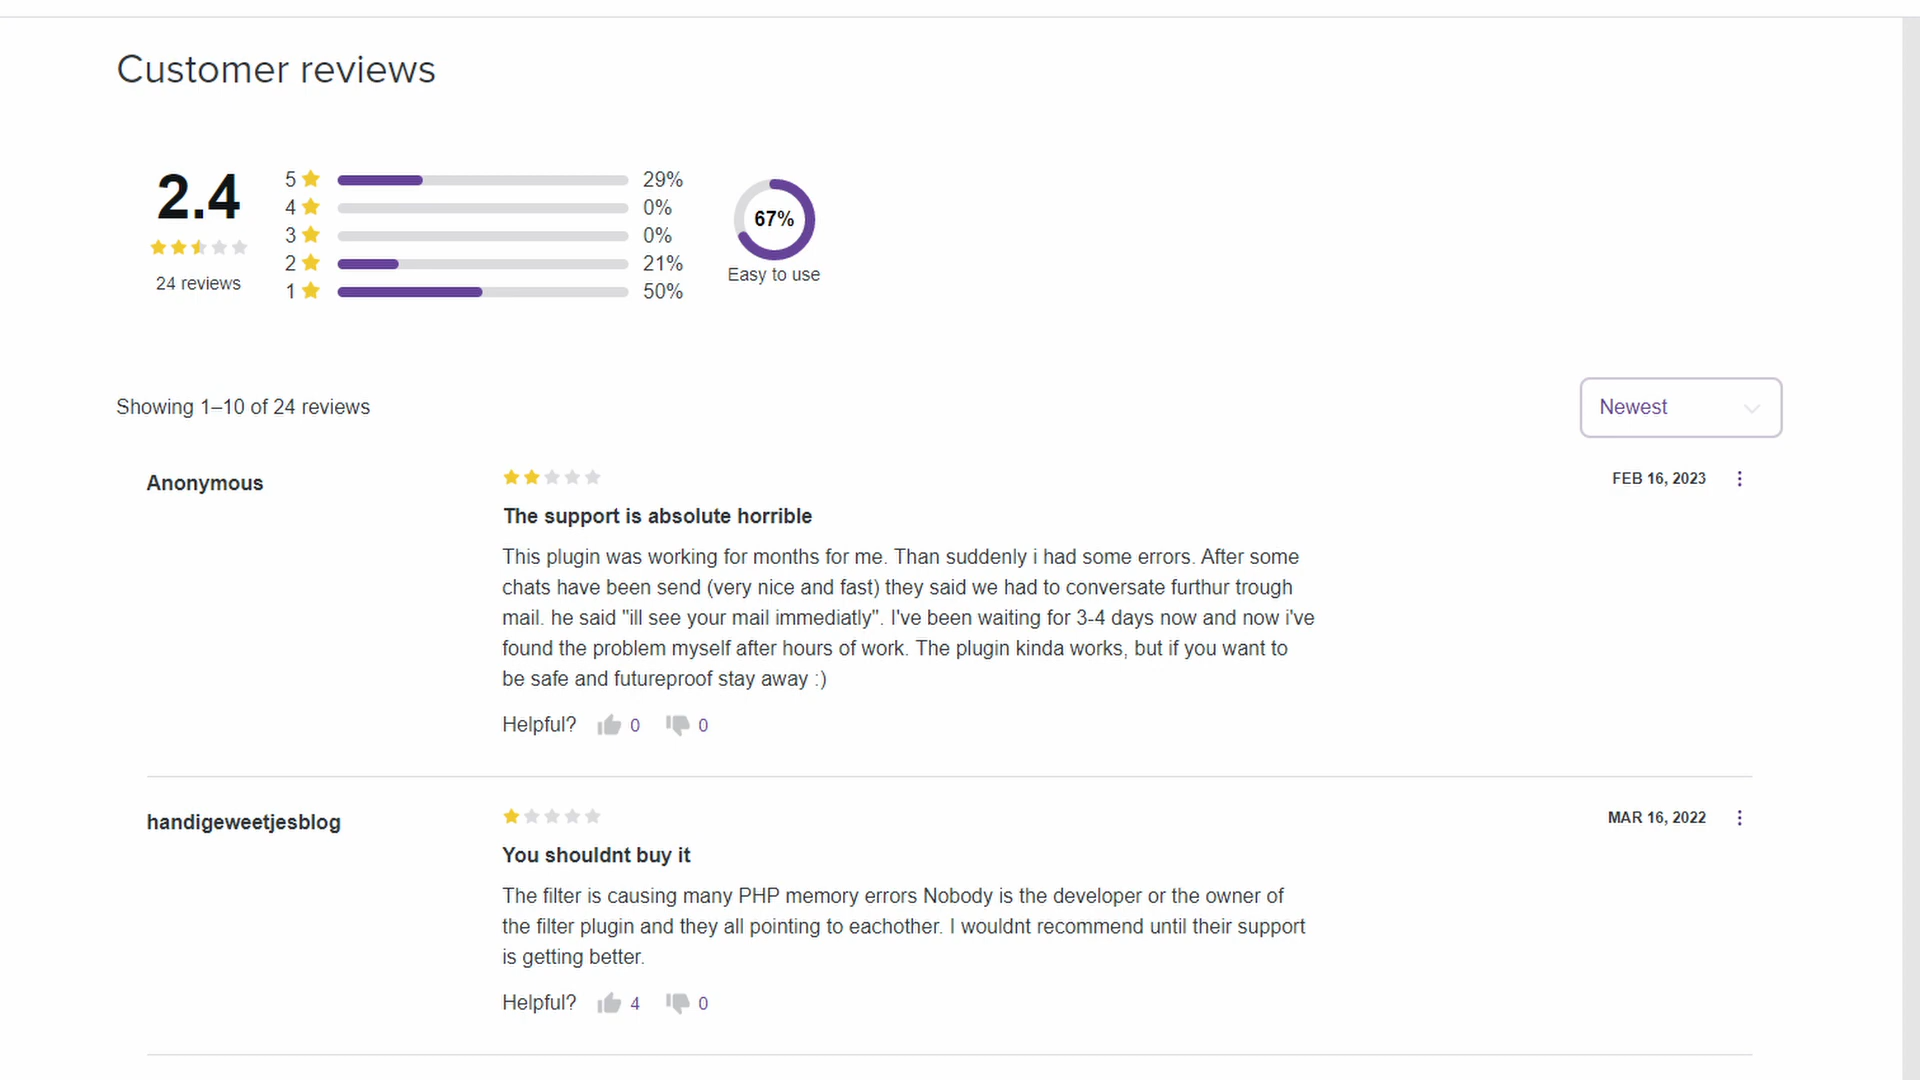 Customer reviews
2.4
24 reviews
5 29%
4 0%
3 0%
2 21%
1 50%
67%
Easy to use
Showing 1–10 of 24 reviews
Newest
Anonymous
FEB 16, 2023
The support is absolute horrible
This plugin was working for months for me. Than suddenly i had some errors. After some
chats have been send (very nice and fast) they said we had to conversate furthur trough
mail. he said "ill see your mail immediatly". I've been waiting for 3-4 days now and now i've
found the problem myself after hours of work. The plugin kinda works, but if you want to
be safe and futureproof stay away :)
Helpful? 0 0
handigeweetjesblog
MAR 16, 2022
You shouldnt buy it
The filter is causing many PHP memory errors Nobody is the developer or the owner of
the filter plugin and they all pointing to eachother. I wouldnt recommend until their support
is getting better.
Helpful? 4 0